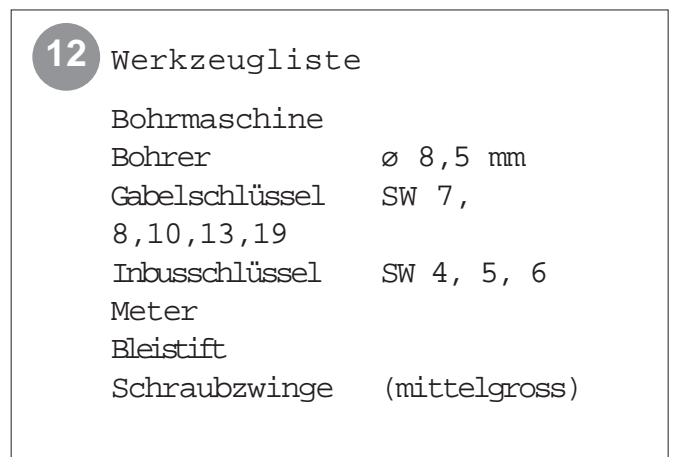 12 Werkzeugliste
Bohrmaschine
Bohrer ø 8,5 mm
Gabelschlüssel SW 7,
8,10,13,19
Inbusschlüssel SW 4, 5, 6
Meter
Bleistift
Schraubzwinge (mittelgross)